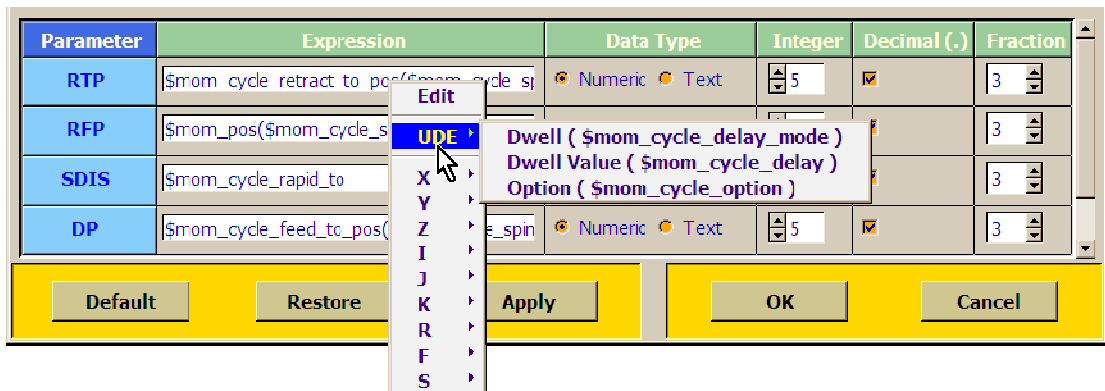 Parameter Expression Data Type Integer Decimal (.) Fraction
RTP $mom_cycle_retract_to_pos($mom_cycle_sp Numeric Text 5 3
Edit
RFP $mom_pos($mom_cycle_s 3
UDE Dwell ( $mom_cycle_delay_mode )
Dwell Value ( $mom_cycle_delay )
SDIS $mom_cycle_rapid_to X Option ( $mom_cycle_option ) 3
Y
DP $mom_cycle_feed_to_pos( Z e_spin Numeric Text 5 3
I
J
Default Restore K Apply OK Cancel
R
F
S